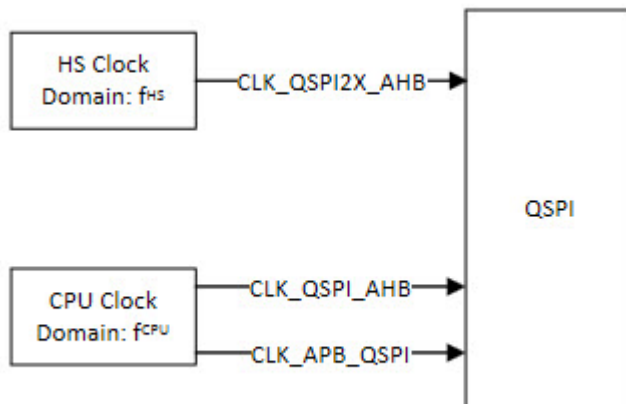 HS Clock
Domain: fᴴˢ
CLK_QSPI2X_AHB
QSPI
CPU Clock
Domain: fᶜᴾᵁ
CLK_QSPI_AHB
CLK_APB_QSPI